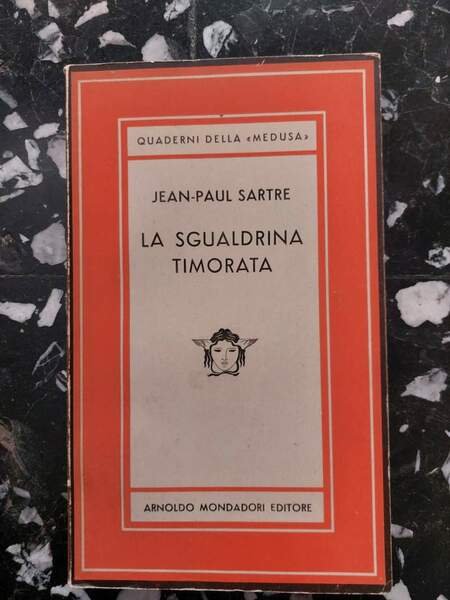 QUADERNI DELLA «MEDUSA»
JEAN-PAUL SARTRE
LA SGUALDRINA
TIMORATA
ARNOLDO MONDADORI EDITORE